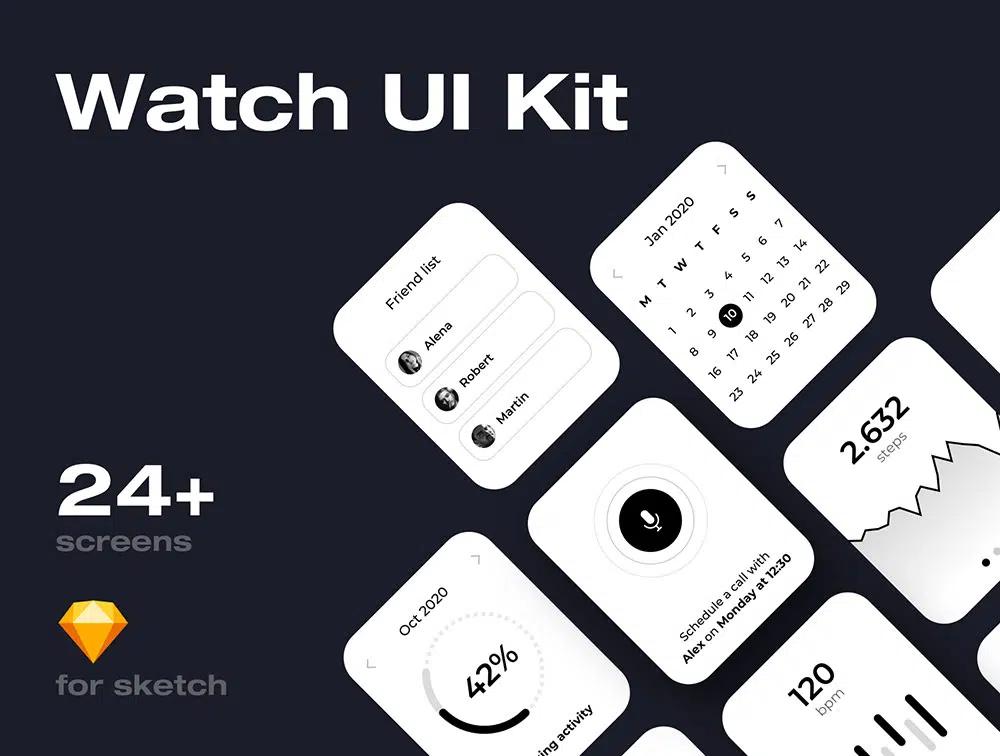 Watch UI Kit
24+
screens
for sketch
Friend list
Alena
Robert
Martin
Jan 2020
M T W T F S S
1 2 3 4 5 6 7
8 9 10 11 12 13 14
16 17 18 19 20 21 22
23 24 25 26 27 28 29
2.632
steps
Schedule a call with
Alex on Monday at 12:30
Oct 2020
42%
ing activity
120
bpm